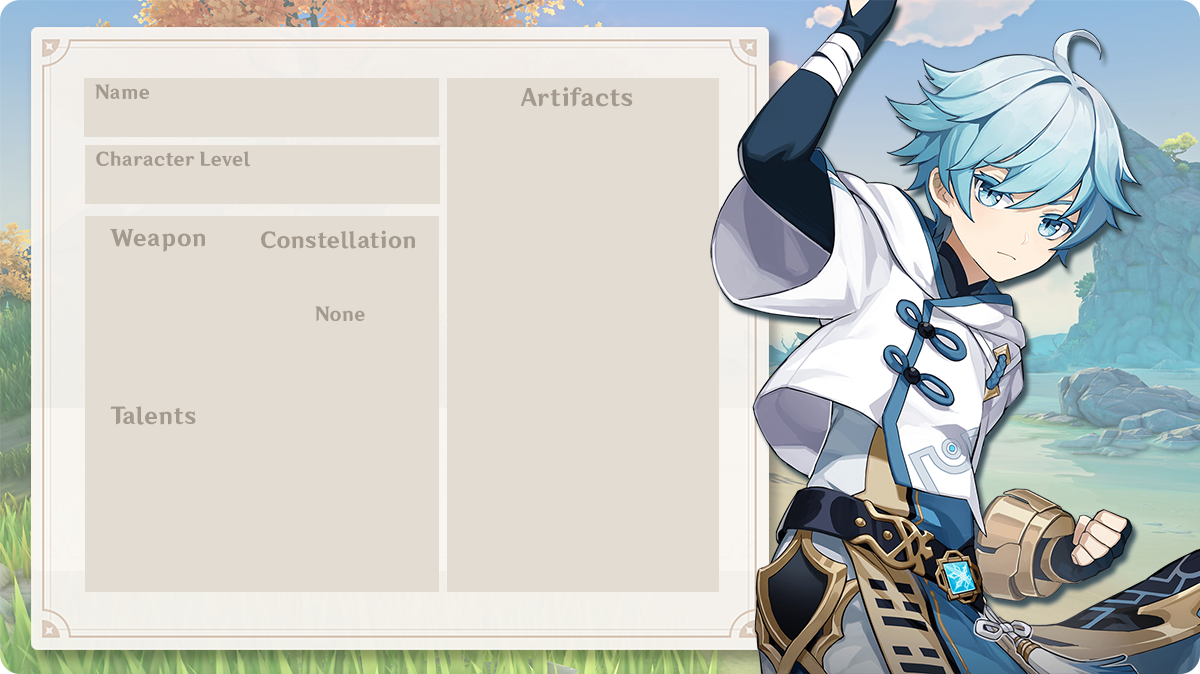 Name
Character Level
Weapon
Constellation
None
Talents
Artifacts